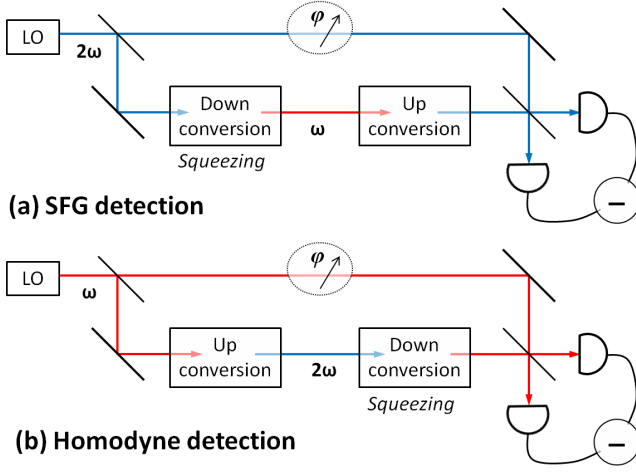 φ
LO
2ω
Down
conversion
Up
conversion
ω
Squeezing
–
(a) SFG detection
φ
LO
ω
Up
conversion
Down
conversion
2ω
Squeezing
–
(b) Homodyne detection